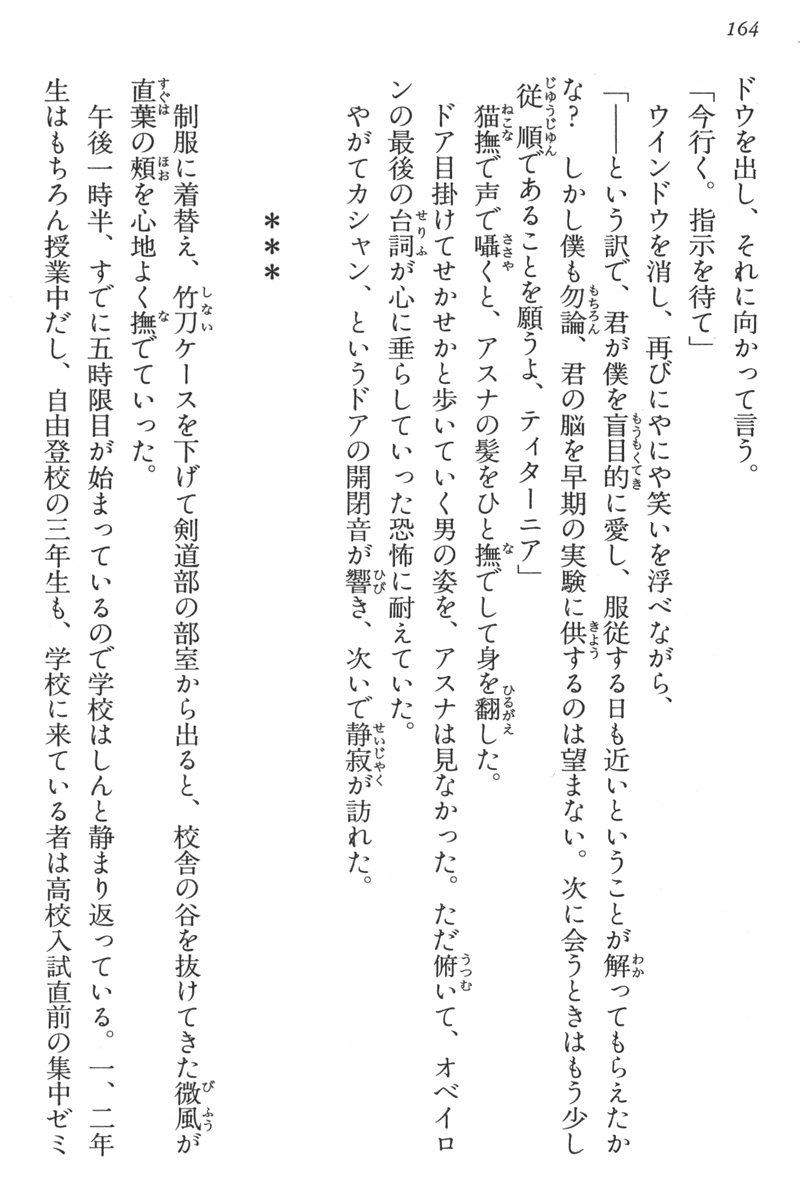 164
ドウを出し、それに向かって言う。
「今行く。指示を待て」
ウインドウを消し、再びにやにや笑いを浮べながら、
「――という訳で、君が僕を盲目的に愛し、服従する日も近いということが解ってもらえたか
な？　しかし僕も勿論、君の脳を早期の実験に供するのは望まない。次に会うときはもう少し
従順であることを願うよ、ティターニア」
猫撫で声で囁くと、アスナの髪をひと撫でして身を翻した。
ドア目掛けてせかせかと歩いていく男の姿を、アスナは見なかった。ただ俯いて、オベイロ
ンの最後の台詞が心に垂らしていった恐怖に耐えていた。
やがてカシャン、というドアの開閉音が響き、次いで静寂が訪れた。
＊＊＊
制服に着替え、竹刀ケースを下げて剣道部の部室から出ると、校舎の谷を抜けてきた微風が
直葉の頬を心地よく撫でていった。
午後一時半、すでに五時限目が始まっているので学校はしんと静まり返っている。一、二年
生はもちろん授業中だし、自由登校の三年生も、学校に来ている者は高校入試直前の集中ゼミ